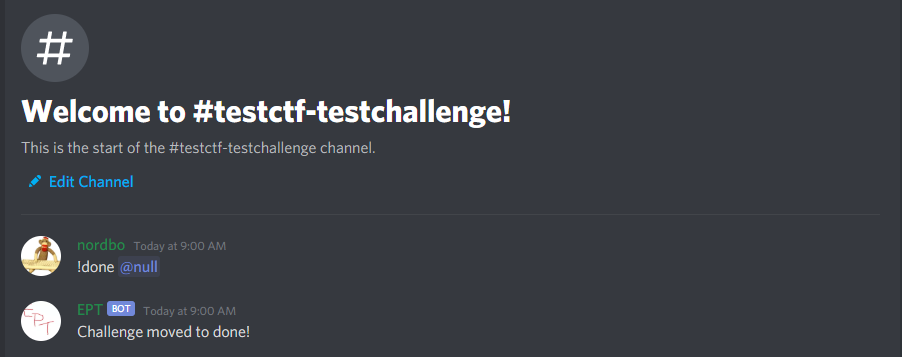 #
Welcome to #testctf-testchallenge!
This is the start of the #testctf-testchallenge channel.
Edit Channel
nordbo Today at 9:00 AM
!done @null
EPT
EPT BOT Today at 9:00 AM
Challenge moved to done!